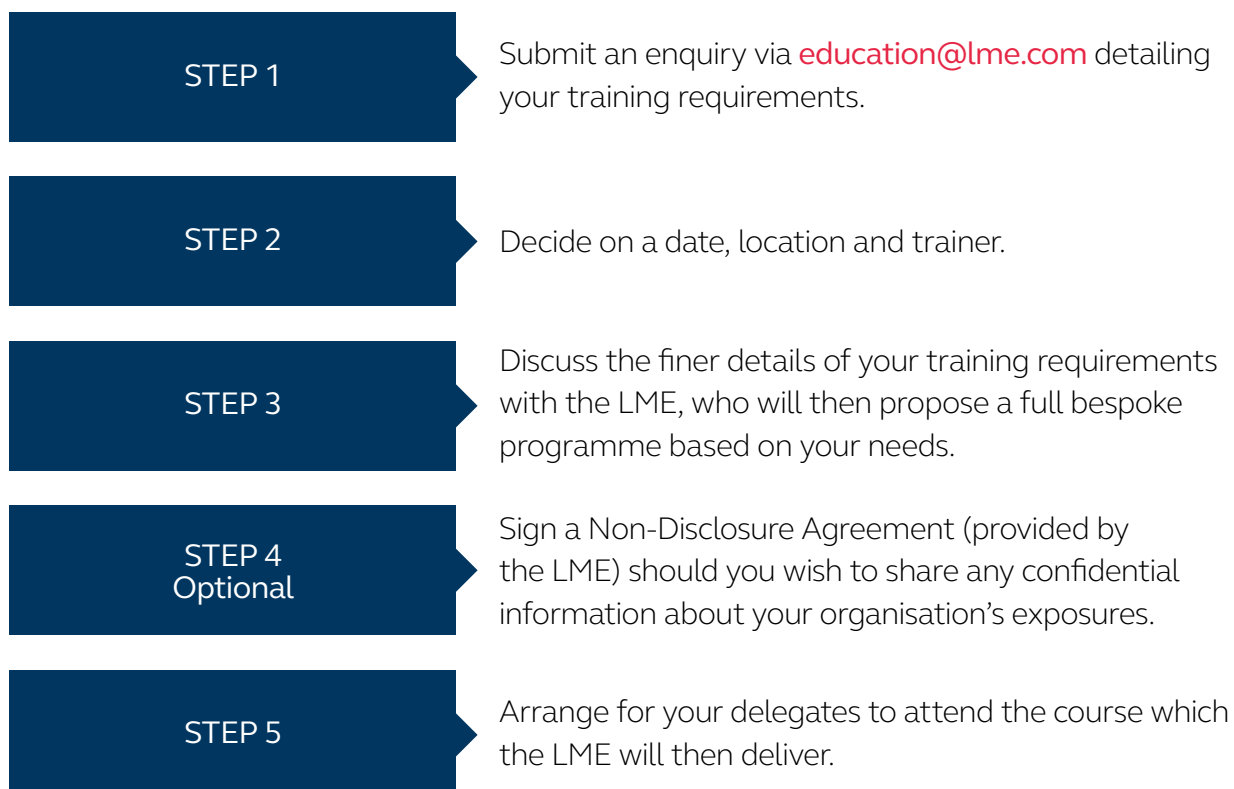 STEP 1
Submit an enquiry via education@lme.com detailing
your training requirements.
STEP 2
Decide on a date, location and trainer.
STEP 3
Discuss the finer details of your training requirements
with the LME, who will then propose a full bespoke
programme based on your needs.
STEP 4
Optional
Sign a Non-Disclosure Agreement (provided by
the LME) should you wish to share any confidential
information about your organisation’s exposures.
STEP 5
Arrange for your delegates to attend the course which
the LME will then deliver.